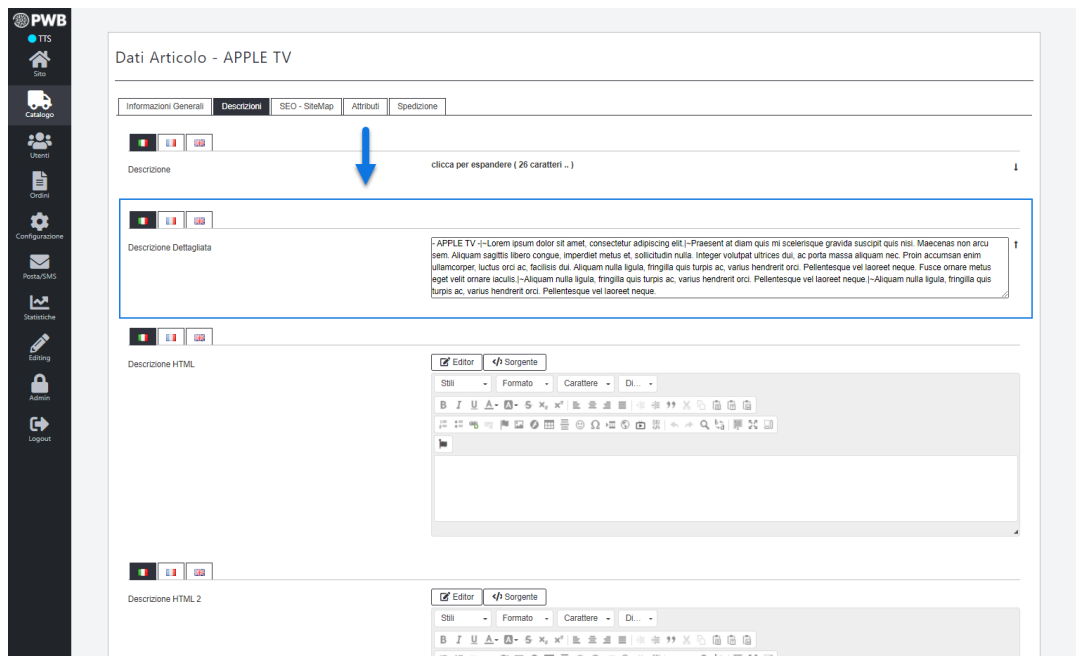 PWB
TTS
Sito
Catalogo
Utenti
Ordini
Configurazione
Posta/SMS
Statistiche
Editing
Admin
Logout
Dati Articolo - APPLE TV
Informazioni Generali Descrizioni SEO - SiteMap Attributi Spedizione
Descrizione clicca per espandere ( 26 caratteri .. )
Descrizione Dettagliata
- APPLE TV -|~Lorem ipsum dolor sit amet, consectetur adipiscing elit.|~Praesent at diam quis mi scelerisque gravida suscipit quis nisi. Maecenas non arcu
sem. Aliquam sagittis libero congue, imperdiet metus et, sollicitudin nulla. Integer volutpat ultrices dui, ac porta massa aliquam nec. Proin accumsan enim
ullamcorper, luctus orci ac, facilisis dui. Aliquam nulla ligula, fringilla quis turpis ac, varius hendrerit orci. Pellentesque vel laoreet neque. Fusce ornare metus
eget velit ornare iaculis.|~Aliquam nulla ligula, fringilla quis turpis ac, varius hendrerit orci. Pellentesque vel laoreet neque.|~Aliquam nulla ligula, fringilla quis
turpis ac, varius hendrerit orci. Pellentesque vel laoreet neque.
Descrizione HTML
Editor Sorgente
Stili Formato Carattere Di...
Descrizione HTML 2
Editor Sorgente
Stili Formato Carattere Di...